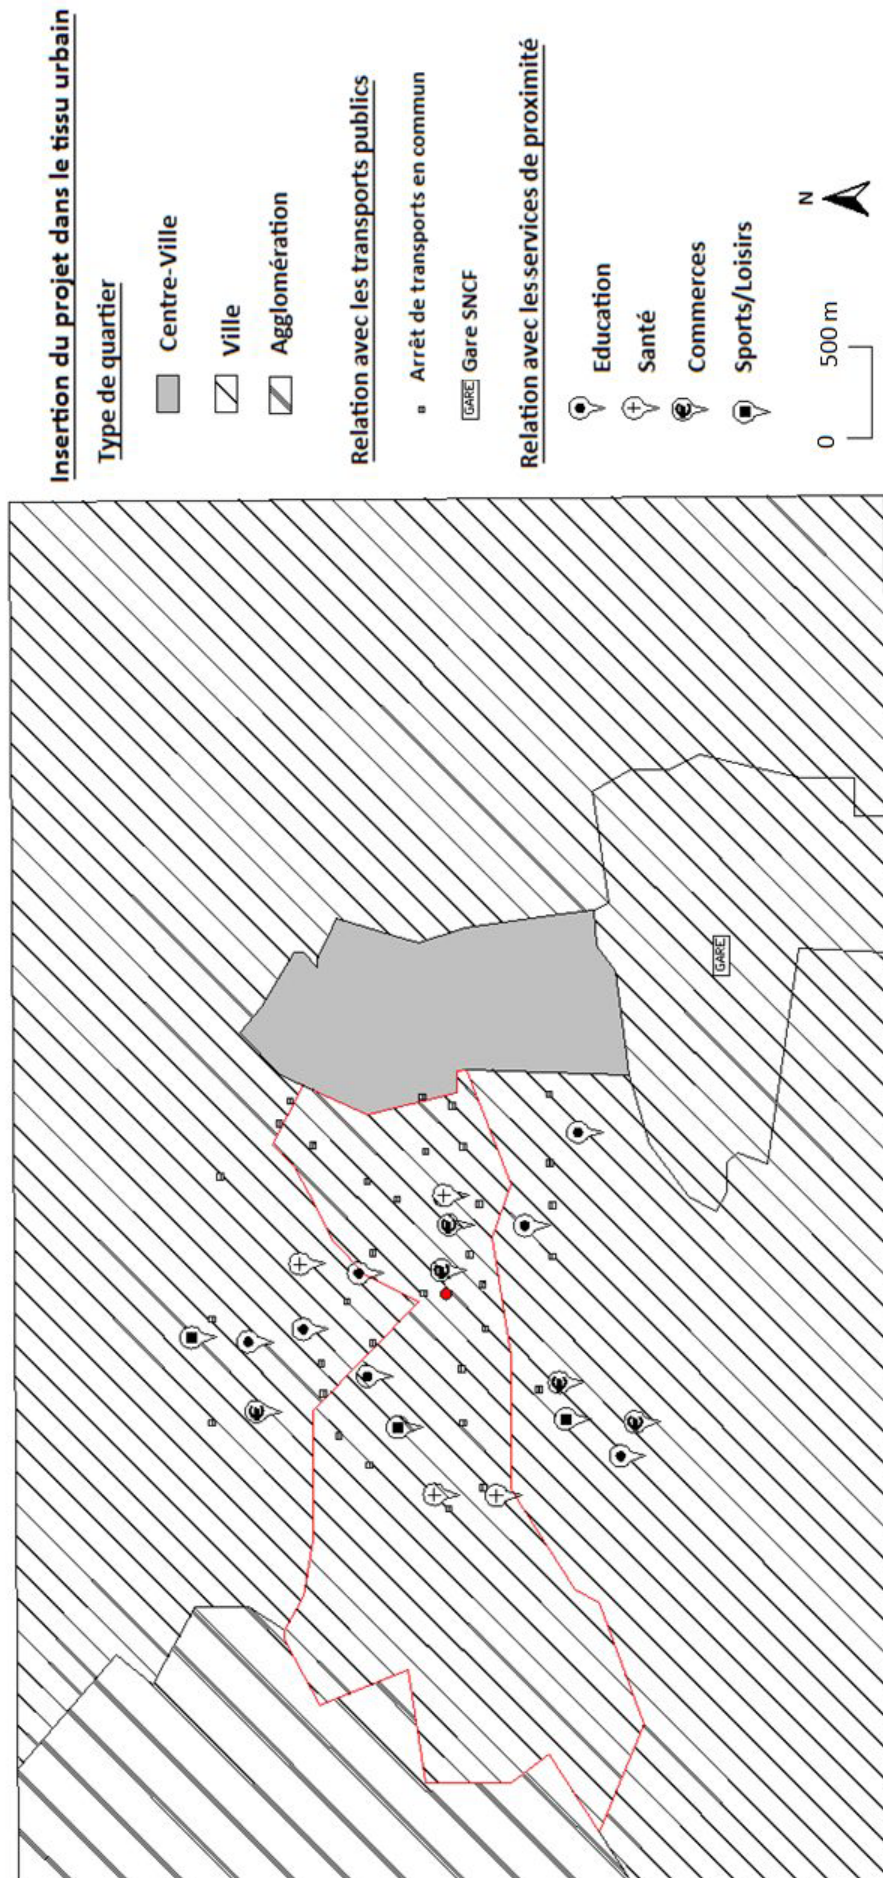 Insertion du projet dans le tissu urbain
Type de quartier
Centre-Ville
Ville
Agglomération
Relation avec les transports publics
Arrêt de transports en commun
GARE Gare SNCF
Relation avec les services de proximité
Education
Santé
Commerces
Sports/Loisirs
N
0 500 m
GARE